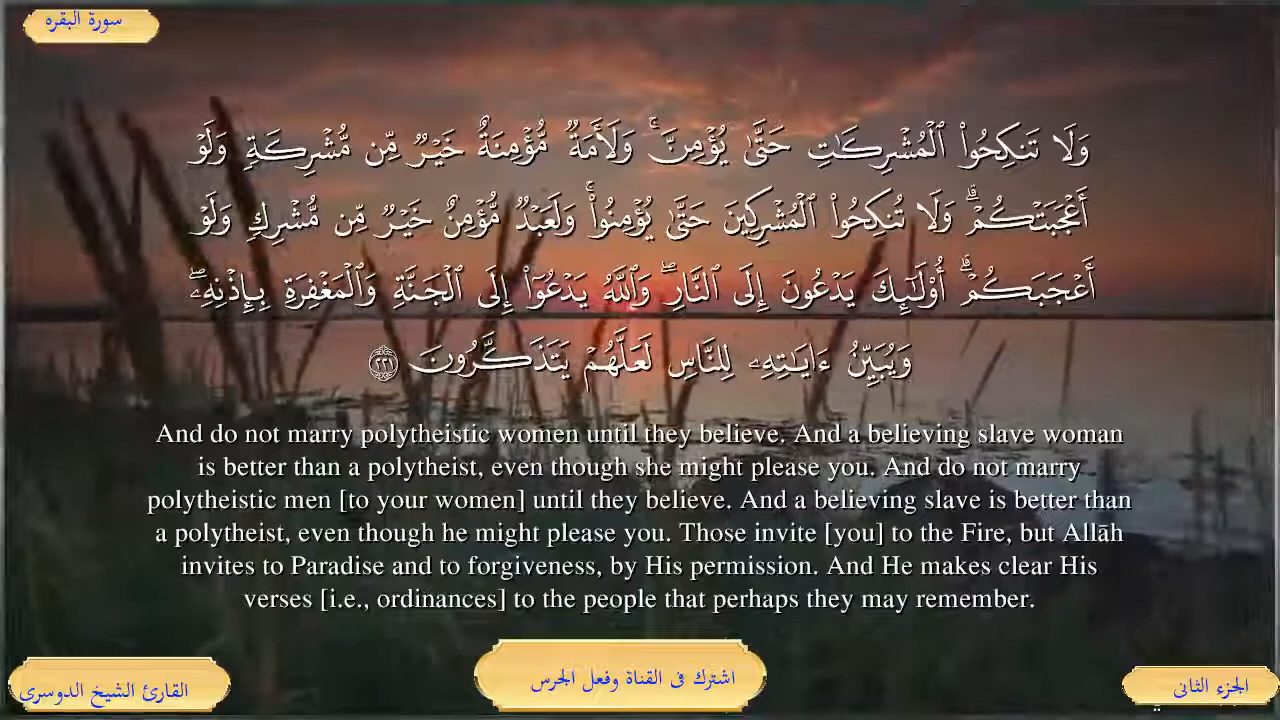 سورة البقره
وَلَا تَنكِحُوا۟ ٱلْمُشْرِكَٰتِ حَتَّىٰ يُؤْمِنَّ ۚ وَلَأَمَةٌ مُّؤْمِنَةٌ خَيْرٌ مِّن مُّشْرِكَةٍ وَلَوْ
أَعْجَبَتْكُمْ ۗ وَلَا تُنكِحُوا۟ ٱلْمُشْرِكِينَ حَتَّىٰ يُؤْمِنُوا۟ ۚ وَلَعَبْدٌ مُّؤْمِنٌ خَيْرٌ مِّن مُّشْرِكٍ وَلَوْ
أَعْجَبَكُمْ ۗ أُو۟لَٰٓئِكَ يَدْعُونَ إِلَى ٱلنَّارِ ۖ وَٱللَّهُ يَدْعُوٓا۟ إِلَى ٱلْجَنَّةِ وَٱلْمَغْفِرَةِ بِإِذْنِهِۦ ۖ
وَيُبَيِّنُ ءَايَٰتِهِۦ لِلنَّاسِ لَعَلَّهُمْ يَتَذَكَّرُونَ ٢٢١
And do not marry polytheistic women until they believe. And a believing slave woman
is better than a polytheist, even though she might please you. And do not marry
polytheistic men [to your women] until they believe. And a believing slave is better than
a polytheist, even though he might please you. Those invite [you] to the Fire, but Allāh
invites to Paradise and to forgiveness, by His permission. And He makes clear His
verses [i.e., ordinances] to the people that perhaps they may remember.
الجزء الثانى
اشترك فى القناة وفعل الجرس
القارئ الشيخ الدوسرى